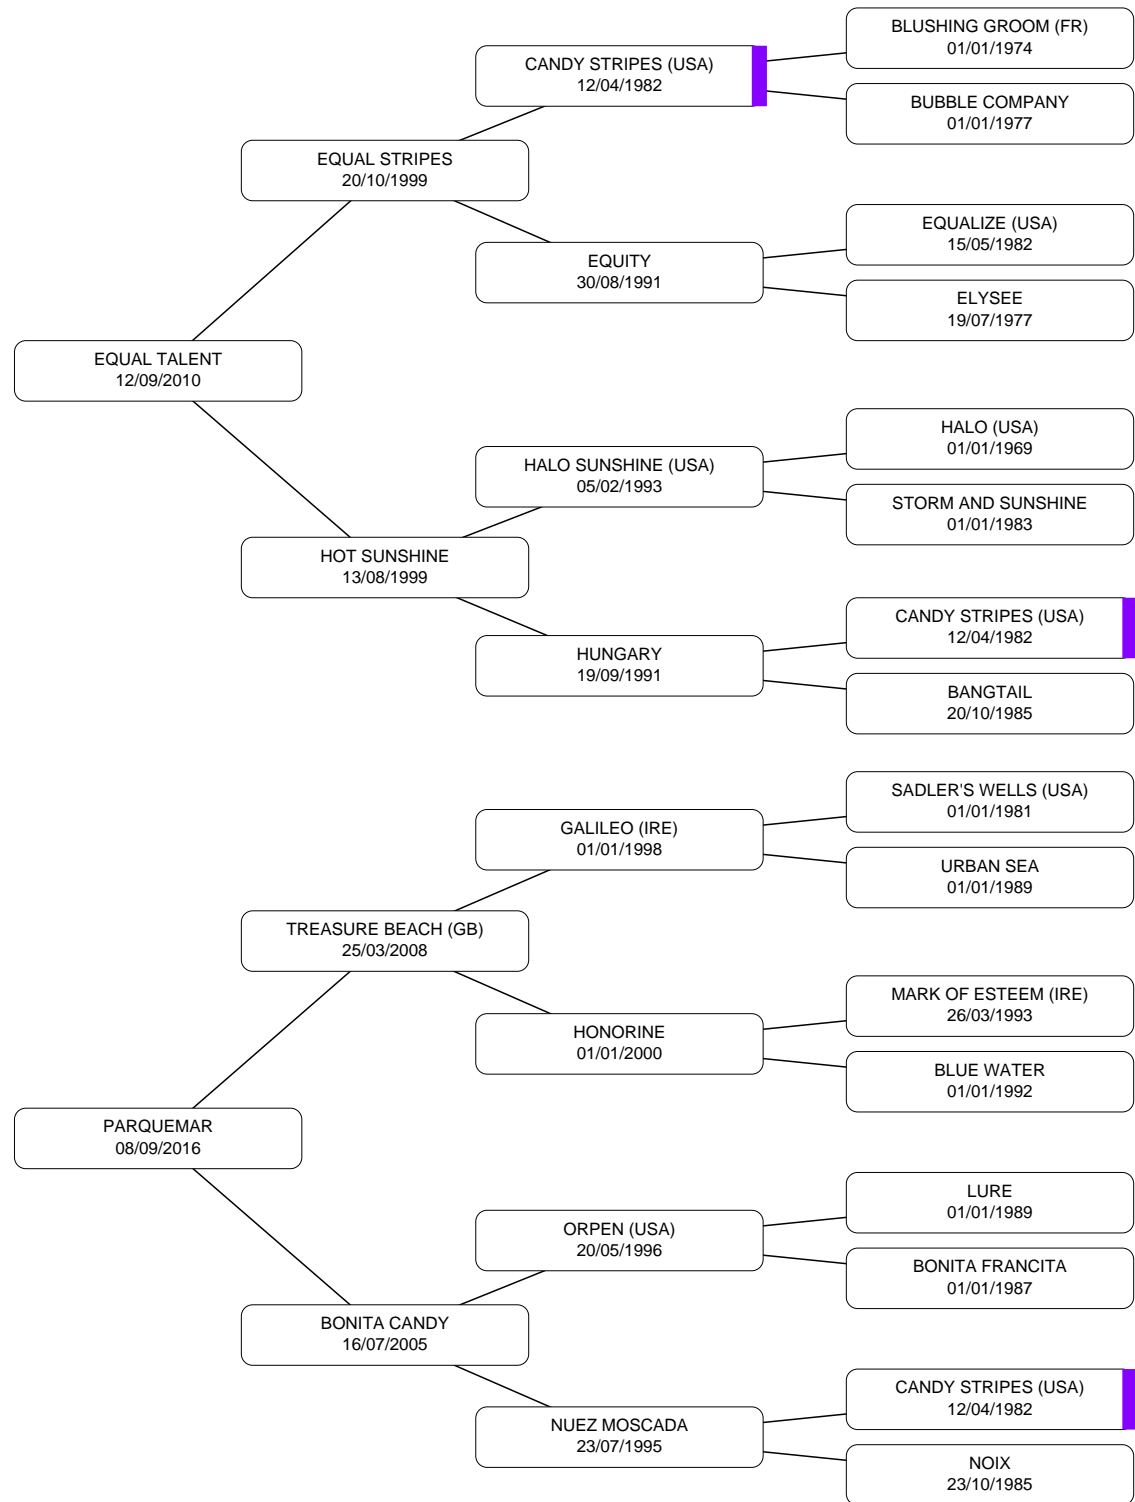 BLUSHING GROOM (FR)
01/01/1974
CANDY STRIPES (USA)
12/04/1982
BUBBLE COMPANY
01/01/1977
EQUAL STRIPES
20/10/1999
EQUALIZE (USA)
15/05/1982
EQUITY
30/08/1991
ELYSEE
19/07/1977
EQUAL TALENT
12/09/2010
HALO (USA)
01/01/1969
HALO SUNSHINE (USA)
05/02/1993
STORM AND SUNSHINE
01/01/1983
HOT SUNSHINE
13/08/1999
CANDY STRIPES (USA)
12/04/1982
HUNGARY
19/09/1991
BANGTAIL
20/10/1985
SADLER'S WELLS (USA)
01/01/1981
GALILEO (IRE)
01/01/1998
URBAN SEA
01/01/1989
TREASURE BEACH (GB)
25/03/2008
MARK OF ESTEEM (IRE)
26/03/1993
HONORINE
01/01/2000
BLUE WATER
01/01/1992
PARQUEMAR
08/09/2016
LURE
01/01/1989
ORPEN (USA)
20/05/1996
BONITA FRANCITA
01/01/1987
BONITA CANDY
16/07/2005
CANDY STRIPES (USA)
12/04/1982
NUEZ MOSCADA
23/07/1995
NOIX
23/10/1985